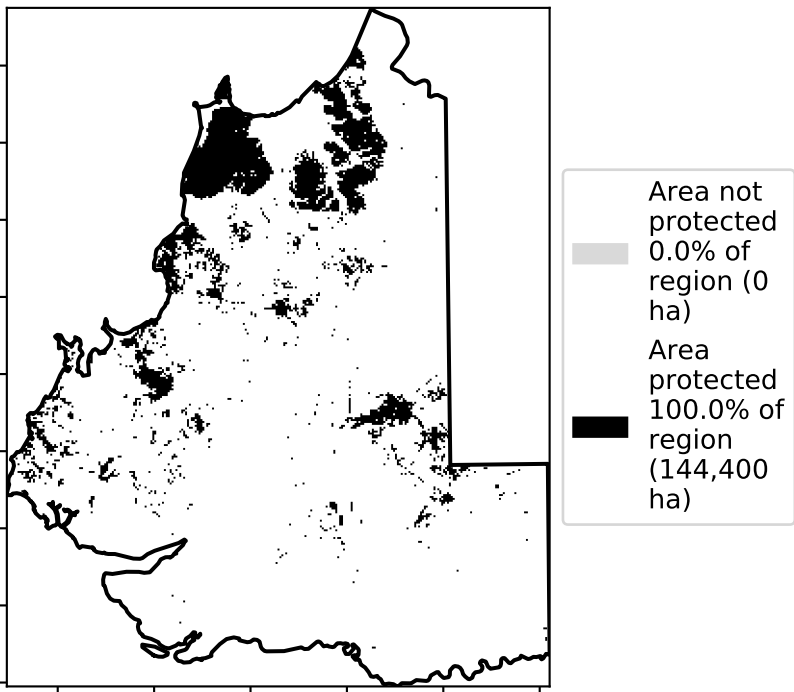 Area not
protected
0.0% of
region (0
ha)
Area
protected
100.0% of
region
(144,400
ha)